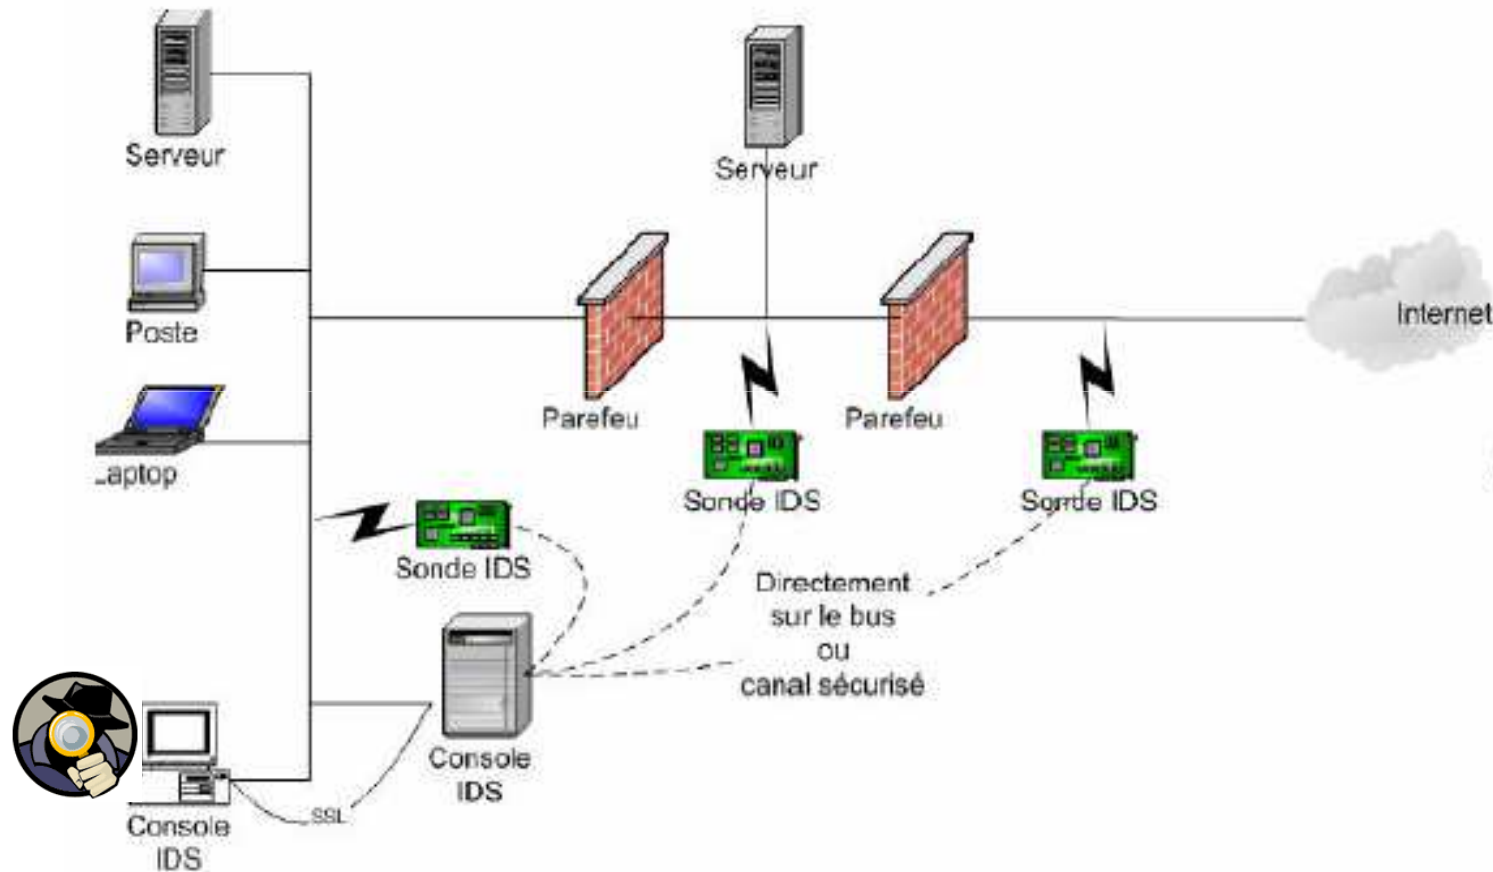 Serveur
Serveur
Poste
Internet
Parefeu
Parefeu
Laptop
Sonde IDS
Sonde IDS
Sonde IDS
Directement
sur le bus
ou
canal sécurisé
Console
IDS
SSL
Console
IDS